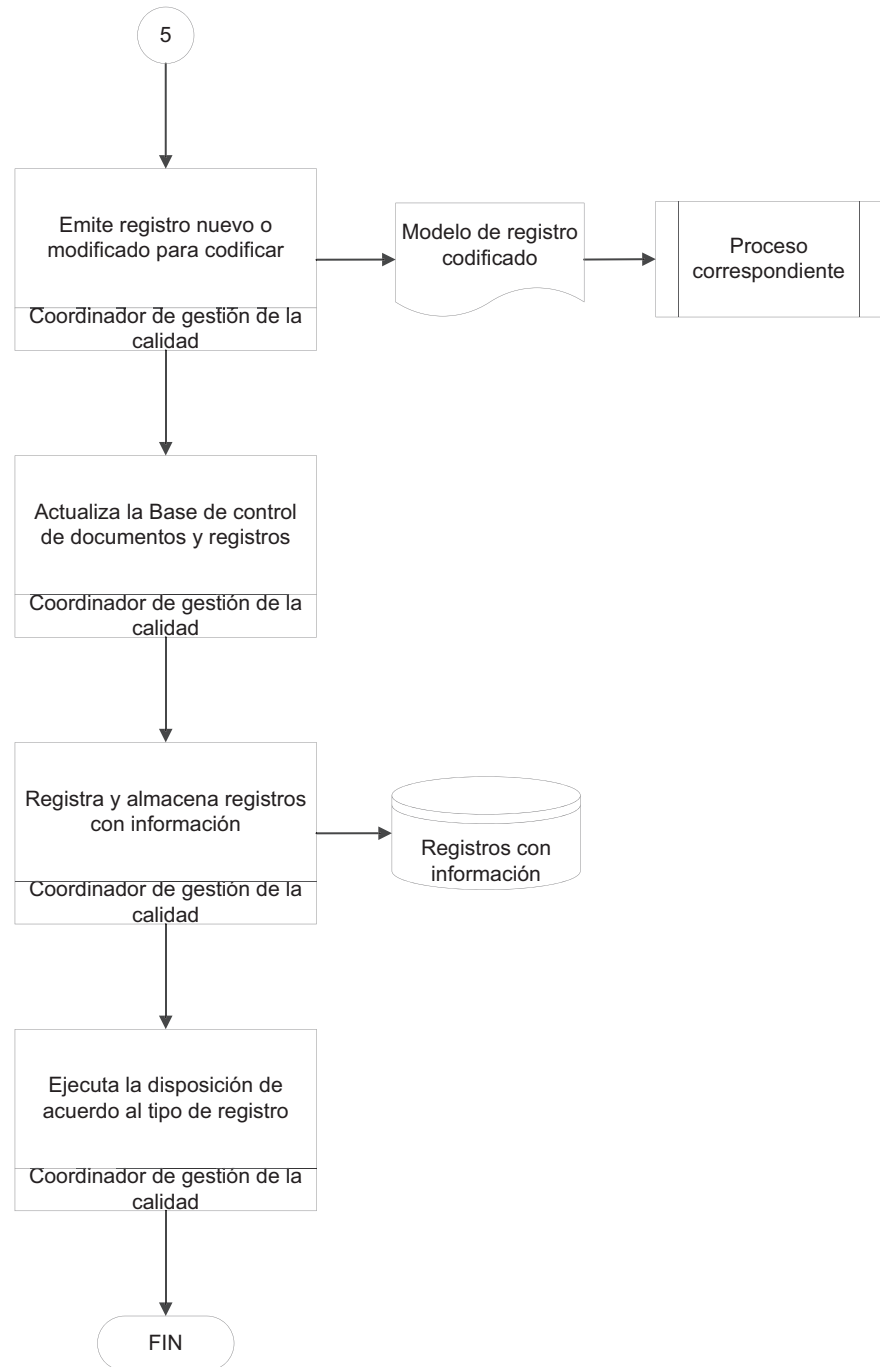 5
Emite registro nuevo o
modificado para codificar
Coordinador de gestión de la
calidad
Modelo de registro
codificado
Proceso
correspondiente
Actualiza la Base de control
de documentos y registros
Coordinador de gestión de la
calidad
Registra y almacena registros
con información
Coordinador de gestión de la
calidad
Registros con
información
Ejecuta la disposición de
acuerdo al tipo de registro
Coordinador de gestión de la
calidad
FIN